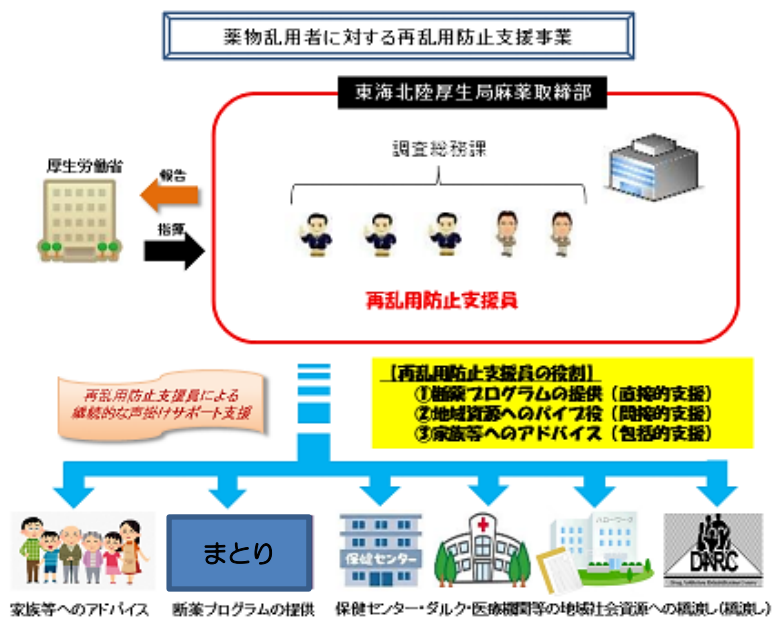 薬物乱用者に対する再乱用防止支援事業
東海北陸厚生局麻薬取締部
調査総務課
厚生労働省
報告
指揮
再乱用防止支援員
再乱用防止支援員による
継続的な声掛けサポート支援
【再乱用防止支援員の役割】
①断薬プログラムの提供(直接的支援)
②地域資源へのパイプ役(間接的支援)
③家族等へのアドバイス(包括的支援)
まとり
保健センター
ハローワーク
DARC
Drug Addiction Rehabilitation Center
家族等へのアドバイス
断薬プログラムの提供
保健センター・ダルク・医療機関等の地域社会資源への橋渡し(橋渡し)